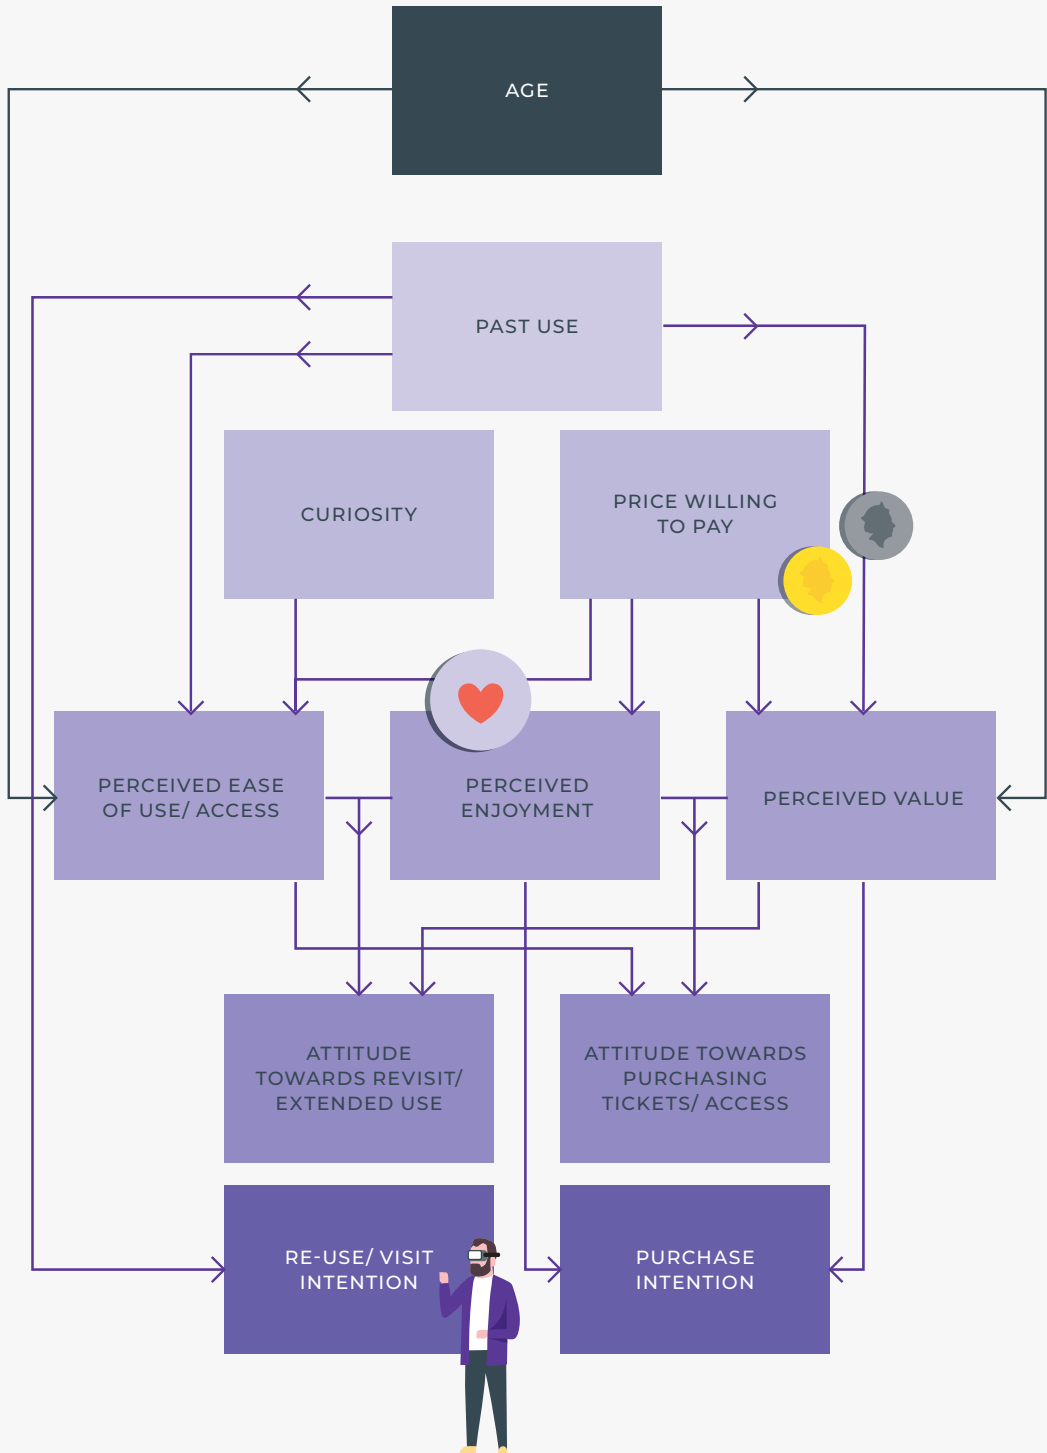 AGE
PAST USE
CURIOSITY
PRICE WILLING
TO PAY
PERCEIVED EASE
OF USE/ ACCESS
PERCEIVED
ENJOYMENT
PERCEIVED VALUE
ATTITUDE
TOWARDS REVISIT/
EXTENDED USE
ATTITUDE TOWARDS
PURCHASING
TICKETS/ ACCESS
RE-USE/ VISIT
INTENTION
PURCHASE
INTENTION